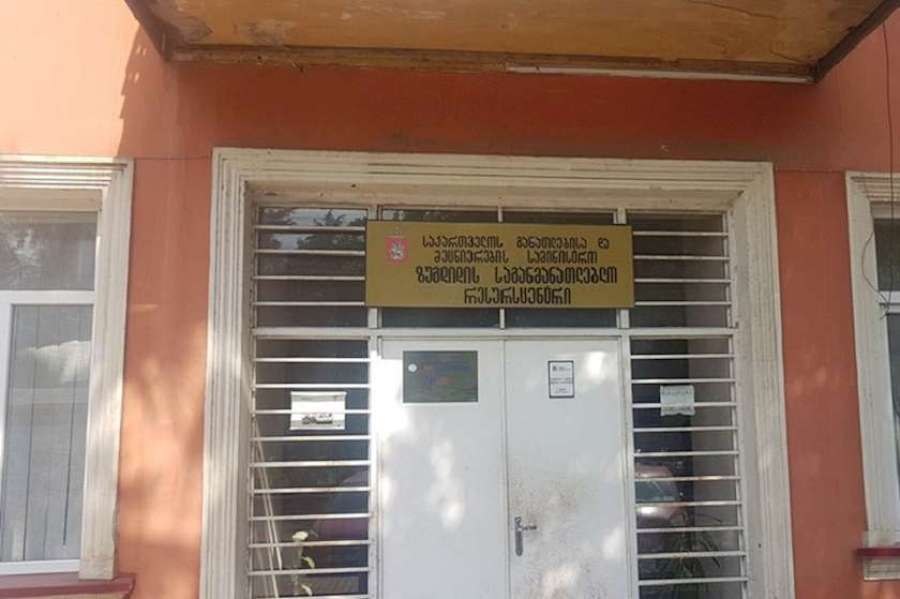 საქართველოს განათლებისა და
მეცნიერების სამინისტრო
ზუგდიდის საგანმანათლებლო
რესურსცენტრი